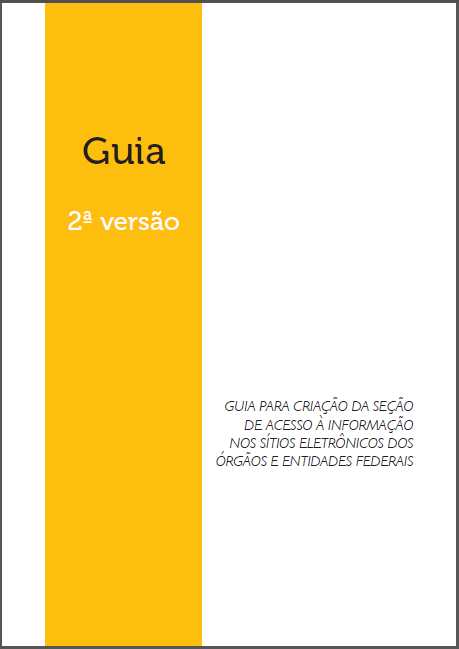 Guia
2ª versão
GUIA PARA CRIAÇÃO DA SEÇÃO
DE ACESSO À INFORMAÇÃO
NOS SÍTIOS ELETRÔNICOS DOS
ÓRGÃOS E ENTIDADES FEDERAIS